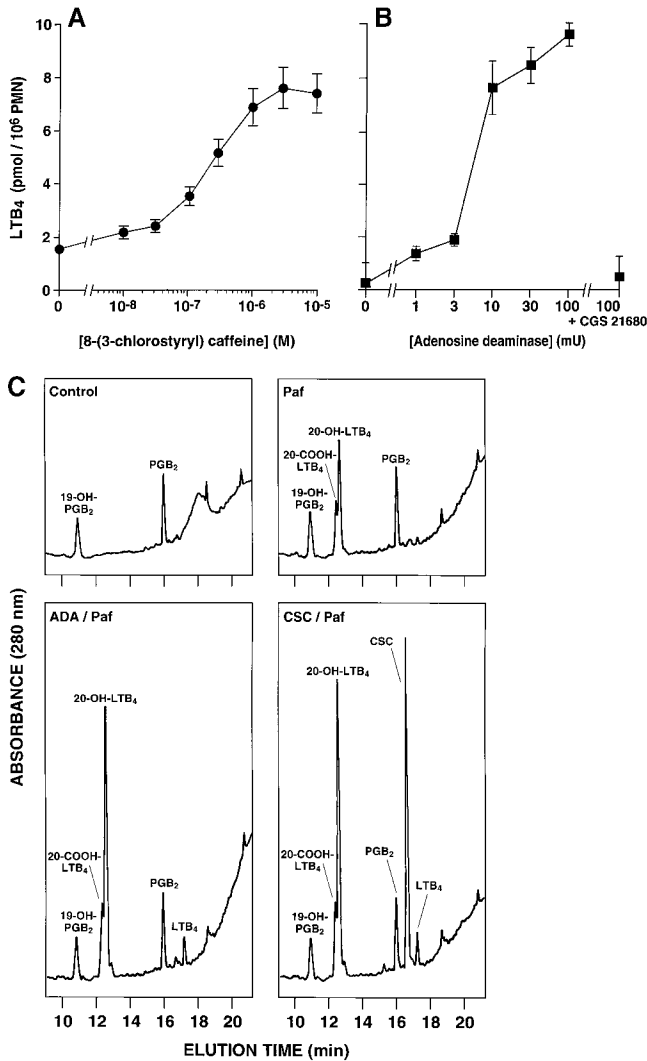 A
B
10
8
6
4
2
0
LTB4 (pmol / 10⁶ PMN)
0
10⁻⁸
10⁻⁷
10⁻⁶
10⁻⁵
[8-(3-chlorostyryl) caffeine] (M)
0
1
3
10
30
100
100
+ CGS 21680
[Adenosine deaminase] (mU)
C
Control
19-OH-
PGB2
PGB2
Paf
20-OH-LTB4
20-COOH-
LTB4
19-OH-
PGB2
PGB2
ADA / Paf
20-OH-LTB4
20-COOH-
LTB4
19-OH-
PGB2
PGB2
LTB4
CSC / Paf
CSC
20-OH-LTB4
20-COOH-
LTB4
PGB2
19-OH-
PGB2
LTB4
ABSORBANCE (280 nm)
10 12 14 16 18 20
10 12 14 16 18 20
ELUTION TIME (min)